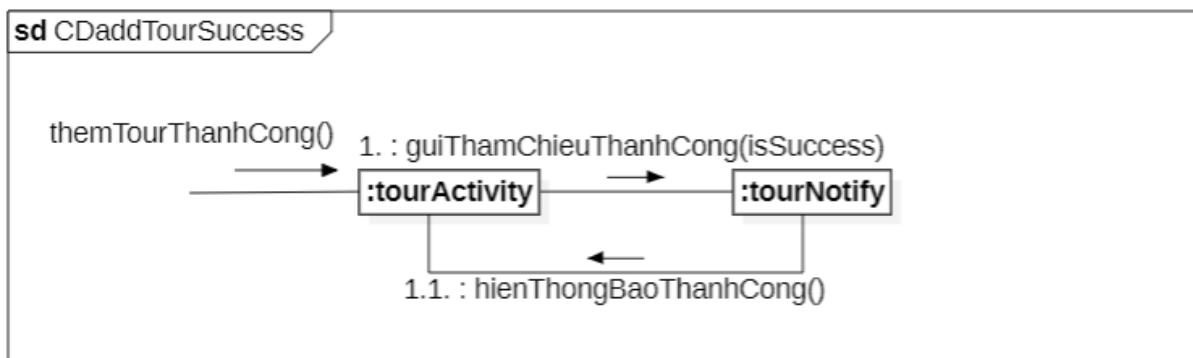 sd CDaddTourSuccess
themTourThanhCong()
1. : guiThamChieuThanhCong(isSuccess)
:tourActivity
:tourNotify
1.1. : hienThongBaoThanhCong()